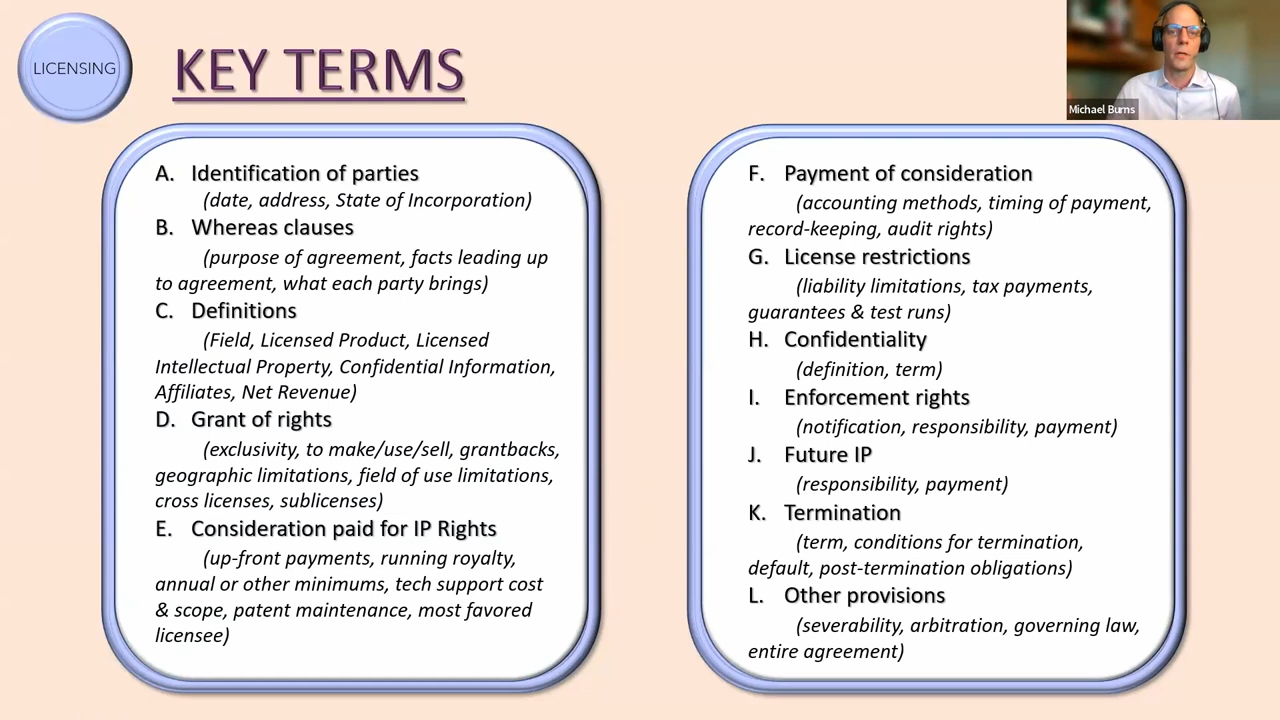 LICENSING
KEY TERMS
Michael Burns
A. Identification of parties
(date, address, State of Incorporation)
B. Whereas clauses
(purpose of agreement, facts leading up
to agreement, what each party brings)
C. Definitions
(Field, Licensed Product, Licensed
Intellectual Property, Confidential Information,
Affiliates, Net Revenue)
D. Grant of rights
(exclusivity, to make/use/sell, grantbacks,
geographic limitations, field of use limitations,
cross licenses, sublicenses)
E. Consideration paid for IP Rights
(up-front payments, running royalty,
annual or other minimums, tech support cost
& scope, patent maintenance, most favored
licensee)
F. Payment of consideration
(accounting methods, timing of payment,
record-keeping, audit rights)
G. License restrictions
(liability limitations, tax payments,
guarantees & test runs)
H. Confidentiality
(definition, term)
I. Enforcement rights
(notification, responsibility, payment)
J. Future IP
(responsibility, payment)
K. Termination
(term, conditions for termination,
default, post-termination obligations)
L. Other provisions
(severability, arbitration, governing law,
entire agreement)